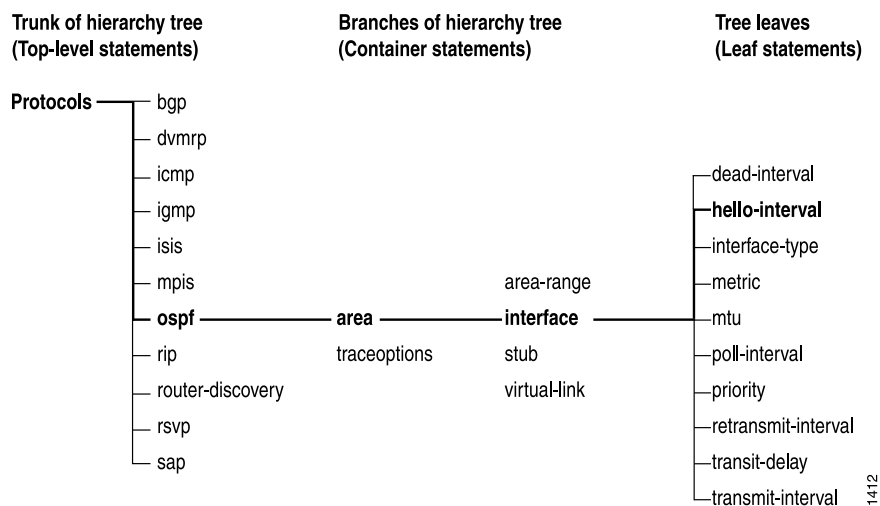 Trunk of hierarchy tree
(Top-level statements)
Branches of hierarchy tree
(Container statements)
Tree leaves
(Leaf statements)
Protocols
bgp
dvmrp
icmp
igmp
isis
mpis
ospf
rip
router-discovery
rsvp
sap
area
traceoptions
area-range
interface
stub
virtual-link
dead-interval
hello-interval
interface-type
metric
mtu
poll-interval
priority
retransmit-interval
transit-delay
transmit-interval
1412